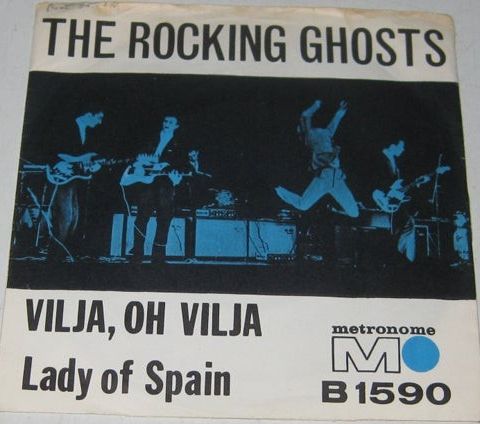 THE ROCKING GHOSTS
VILJA, OH VILJA
Lady of Spain
metronome
M
B 1590